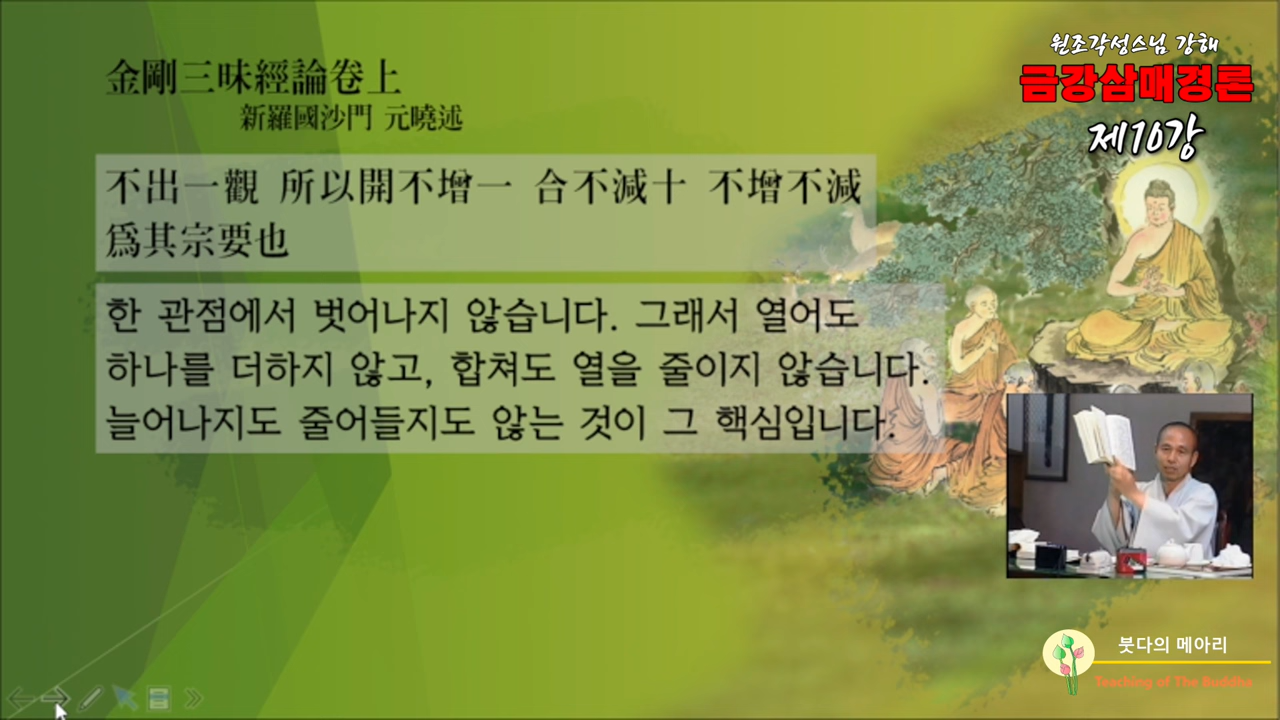 金剛三昧經論卷上
新羅國沙門 元曉述
不出一觀 所以開不增一 合不減十 不增不減
爲其宗要也
한 관점에서 벗어나지 않습니다. 그래서 열어도
하나를 더하지 않고, 합쳐도 열을 줄이지 않습니다.
늘어나지도 줄어들지도 않는 것이 그 핵심입니다.
원조각성스님 강해
금강삼매경론
제10강
붓다의 메아리
Teaching of The Buddha